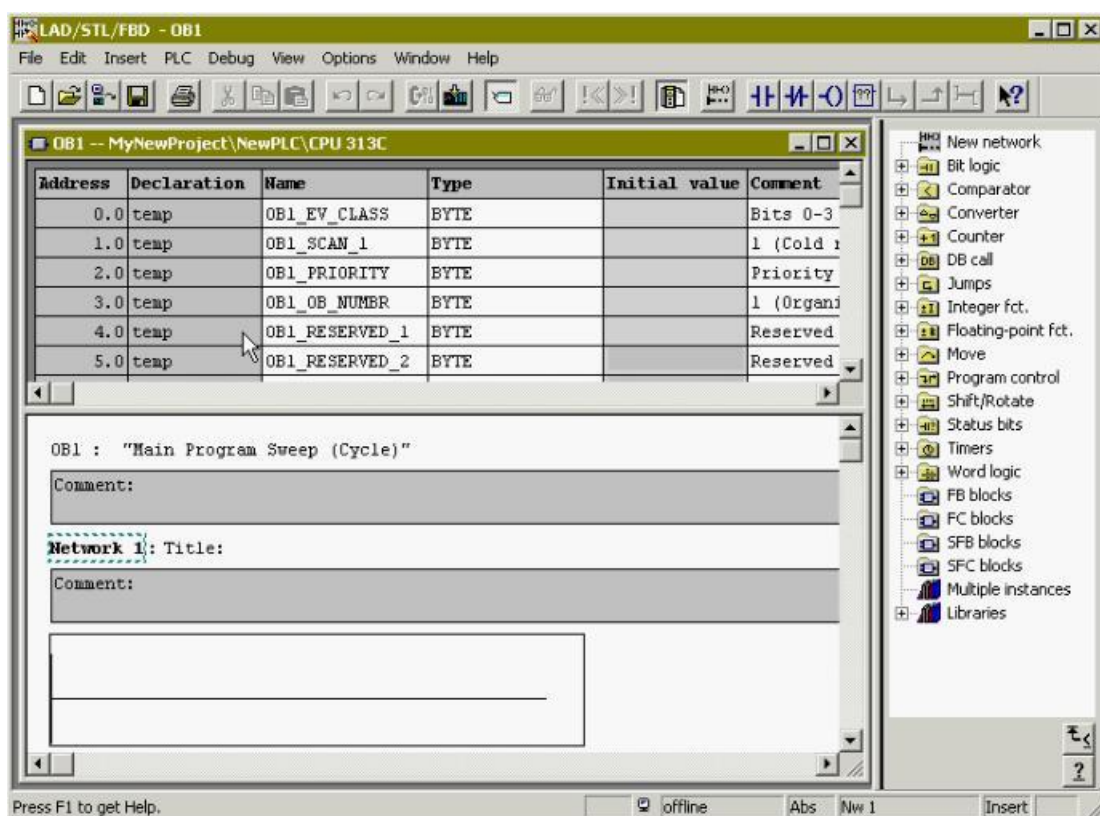 LAD/STL/FBD - OB1
File Edit Insert PLC Debug View Options Window Help
OB1 -- MyNewProject\NewPLC\CPU 313C
Address Declaration Name Type Initial value Comment
0.0 temp OB1_EV_CLASS BYTE Bits 0-3
1.0 temp OB1_SCAN_1 BYTE 1 (Cold r
2.0 temp OB1_PRIORITY BYTE Priority
3.0 temp OB1_OB_NUMBR BYTE 1 (Organi
4.0 temp OB1_RESERVED_1 BYTE Reserved
5.0 temp OB1_RESERVED_2 BYTE Reserved
OB1 : "Main Program Sweep (Cycle)"
Comment:
Network 1: Title:
Comment:
New network
Bit logic
Comparator
Converter
Counter
DB call
Jumps
Integer fct.
Floating-point fct.
Move
Program control
Shift/Rotate
Status bits
Timers
Word logic
FB blocks
FC blocks
SFB blocks
SFC blocks
Multiple instances
Libraries
Press F1 to get Help. offline Abs Nw 1 Insert